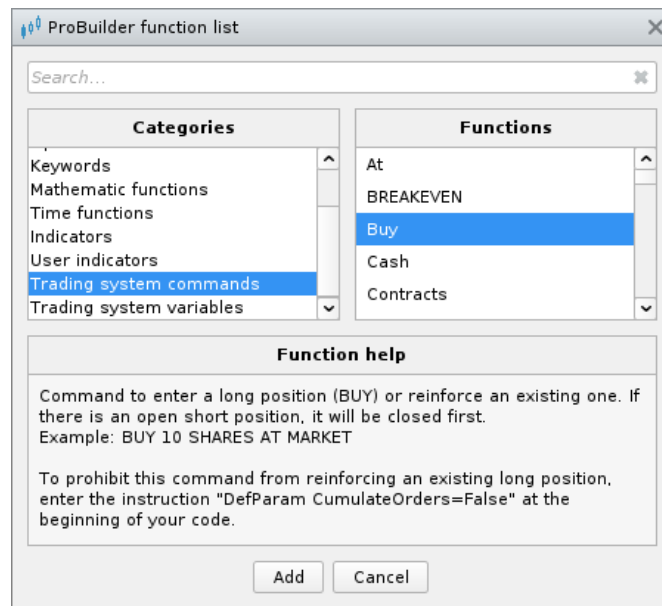 ProBuilder function list
Search...
Categories
Keywords
Mathematic functions
Time functions
Indicators
User indicators
Trading system commands
Trading system variables
Functions
At
BREAKEVEN
Buy
Cash
Contracts
Function help
Command to enter a long position (BUY) or reinforce an existing one. If
there is an open short position, it will be closed first.
Example: BUY 10 SHARES AT MARKET
To prohibit this command from reinforcing an existing long position,
enter the instruction "DefParam CumulateOrders=False" at the
beginning of your code.
Add
Cancel